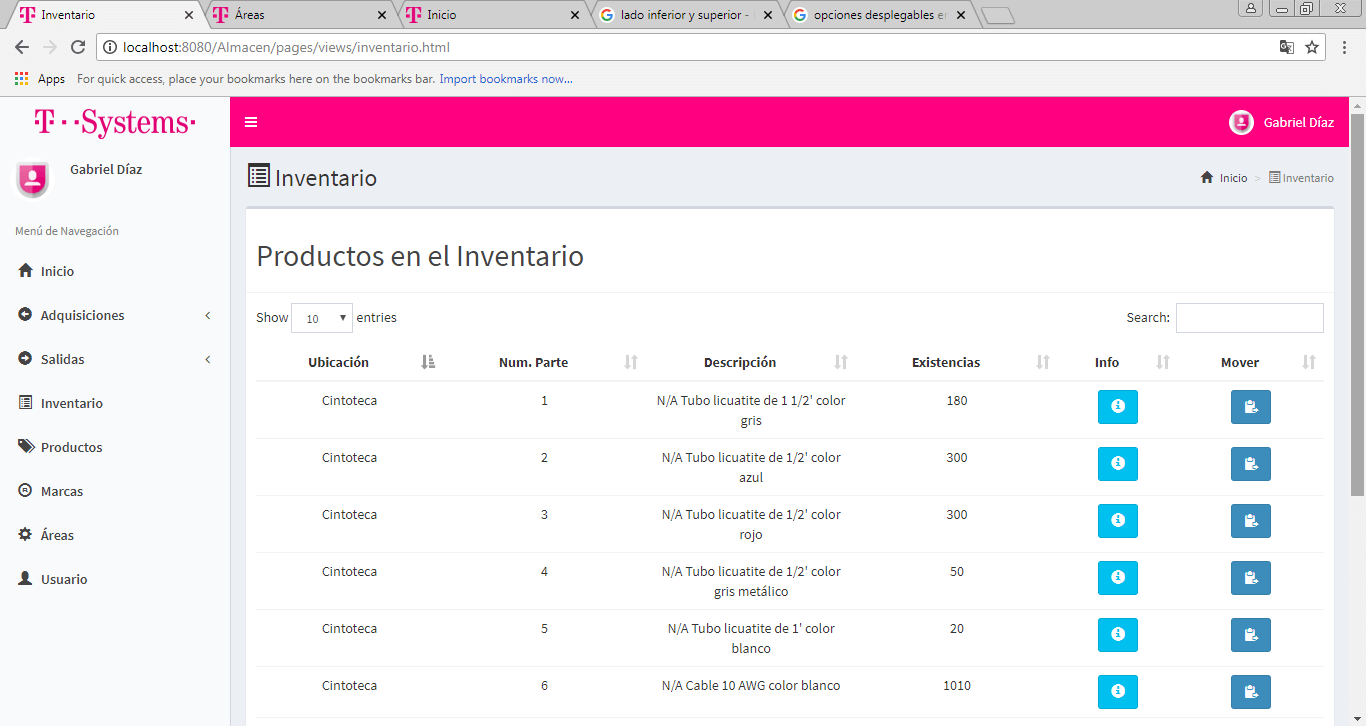 Inventario
Áreas
Inicio
lado inferior y superior -
opciones desplegables e
localhost:8080/Almacen/pages/views/inventario.html
Apps For quick access, place your bookmarks here on the bookmarks bar. Import bookmarks now...
T··Systems·
Gabriel Díaz
Gabriel Díaz
Menú de Navegación
Inicio
Adquisiciones
Salidas
Inventario
Productos
Marcas
Áreas
Usuario
Inventario
Inicio > Inventario
Productos en el Inventario
Show 10 entries
Search:
Ubicación Num. Parte Descripción Existencias Info Mover
Cintoteca 1 N/A Tubo licuatite de 1 1/2' color 180
gris
Cintoteca 2 N/A Tubo licuatite de 1/2' color 300
azul
Cintoteca 3 N/A Tubo licuatite de 1/2' color 300
rojo
Cintoteca 4 N/A Tubo licuatite de 1/2' color 50
gris metálico
Cintoteca 5 N/A Tubo licuatite de 1' color 20
blanco
Cintoteca 6 N/A Cable 10 AWG color blanco 1010